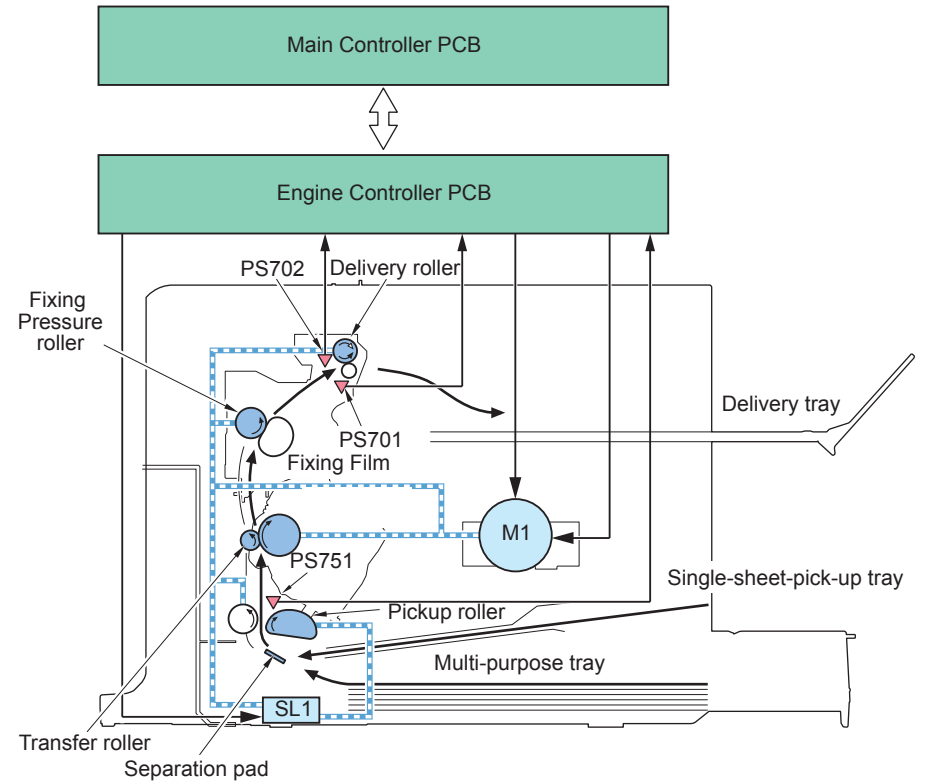 Main Controller PCB
Engine Controller PCB
PS702
Delivery roller
Fixing
Pressure
roller
Delivery tray
PS701
Fixing Film
M1
PS751
Single-sheet-pick-up tray
Pickup roller
Multi-purpose tray
SL1
Transfer roller
Separation pad